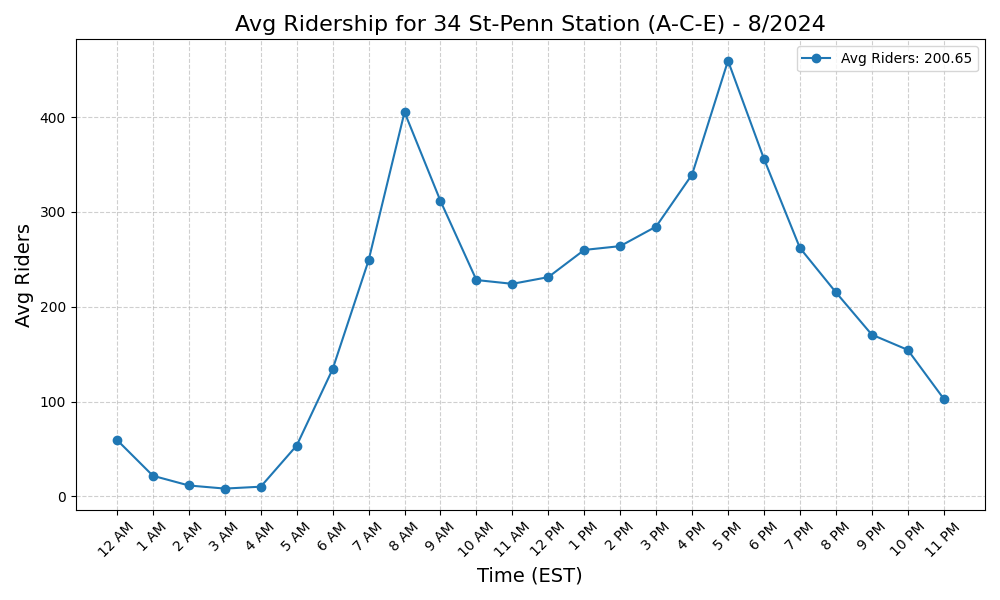 Avg Ridership for 34 St-Penn Station (A-C-E) - 8/2024
Avg Riders: 200.65
Avg Riders
400
300
200
100
0
12 AM
1 AM
2 AM
3 AM
4 AM
5 AM
6 AM
7 AM
8 AM
9 AM
10 AM
11 AM
12 PM
1 PM
2 PM
3 PM
4 PM
5 PM
6 PM
7 PM
8 PM
9 PM
10 PM
11 PM
Time (EST)